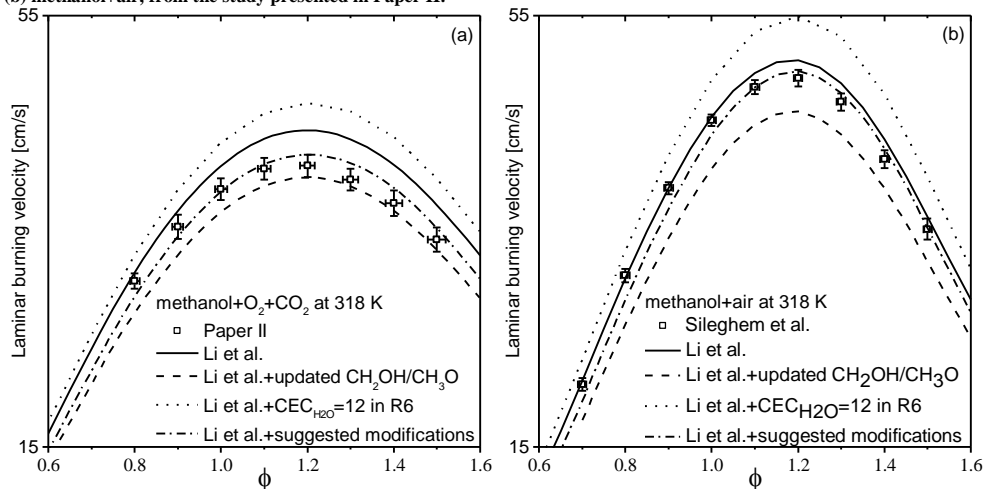 (b) methanol/air, from the study presented in Paper II.
55
(a)
Laminar burning velocity [cm/s]
methanol+O₂+CO₂ at 318 K
Paper II
Li et al.
Li et al.+updated CH₂OH/CH₃O
Li et al.+CEC_H2O=12 in R6
Li et al.+suggested modifications
15
0.6 0.8 1.0 1.2 1.4 1.6
ϕ
55
(b)
Laminar burning velocity [cm/s]
methanol+air at 318 K
Sileghem et al.
Li et al.
Li et al.+updated CH₂OH/CH₃O
Li et al.+CEC_H2O=12 in R6
Li et al.+suggested modifications
15
0.6 0.8 1.0 1.2 1.4 1.6
ϕ